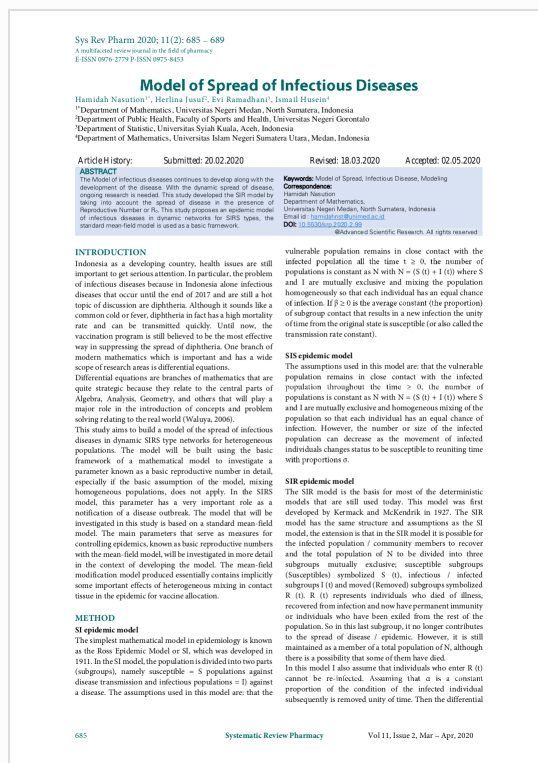 Sys Rev Pharm 2020; 11(2): 685 – 689
A multifaceted review journal in the field of pharmacy
E-ISSN 0976-2779 P-ISSN 0975-8453
Model of Spread of Infectious Diseases
Hamidah Nasution1*, Herlina Jusuf2, Evi Ramadhani3, Ismail Husein4
1*Department of Mathematics, Universitas Negeri Medan, North Sumatera, Indonesia
2Department of Public Health, Faculty of Sports and Health, Universitas Negeri Gorontalo
3Department of Statistic, Universitas Syiah Kuala, Aceh, Indonesia
4Department of Mathematics, Universitas Islam Negeri Sumatera Utara, Medan, Indonesia
Article History: Submitted: 20.02.2020 Revised: 18.03.2020 Accepted: 02.05.2020
ABSTRACT
The Model of infectious diseases continues to develop along with the
development of the disease. With the dynamic spread of disease,
ongoing research is needed. This study developed the SIR model by
taking into account the spread of disease in the presence of
Reproductive Number or R0. This study proposes an epidemic model
of infectious diseases in dynamic networks for SIRS types, the
standard mean-field model is used as a basic framework.
Keywords: Model of Spread, Infectious Disease, Modeling
Correspondence:
Hamidah Nasution
Department of Mathematics,
Universitas Negeri Medan, North Sumatera, Indonesia
Email id : hamidahnst@unimed.ac.id
DOI: 10.5530/srp.2020.2.99
@Advanced Scientific Research. All rights reserved
INTRODUCTION
Indonesia as a developing country, health issues are still
important to get serious attention. In particular, the problem
of infectious diseases because in Indonesia alone infectious
diseases that occur until the end of 2017 and are still a hot
topic of discussion are diphtheria. Although it sounds like a
common cold or fever, diphtheria in fact has a high mortality
rate and can be transmitted quickly. Until now, the
vaccination program is still believed to be the most effective
way in suppressing the spread of diphtheria. One branch of
modern mathematics which is important and has a wide
scope of research areas is differential equations.
Differential equations are branches of mathematics that are
quite strategic because they relate to the central parts of
Algebra, Analysis, Geometry, and others that will play a
major role in the introduction of concepts and problem
solving relating to the real world (Waluya, 2006).
This study aims to build a model of the spread of infectious
diseases in dynamic SIRS type networks for heterogeneous
populations. The model will be built using the basic
framework of a mathematical model to investigate a
parameter known as a basic reproductive number in detail,
especially if the basic assumption of the model, mixing
homogeneous populations, does not apply. In the SIRS
model, this parameter has a very important role as a
notification of a disease outbreak. The model that will be
investigated in this study is based on a standard mean-field
model. The main parameters that serve as measures for
controlling epidemics, known as basic reproductive numbers
with the mean-field model, will be investigated in more detail
in the context of developing the model. The mean-field
modification model produced essentially contains implicitly
some important effects of heterogeneous mixing in contact
tissue in the epidemic for vaccine allocation.
METHOD
SI epidemic model
The simplest mathematical model in epidemiology is known
as the Ross Epidemic Model or SI, which was developed in
1911. In the SI model, the population is divided into two parts
(subgroups), namely susceptible = S populations against
disease transmission and infectious populations = I) against
a disease. The assumptions used in this model are: that the
vulnerable population remains in close contact with the
infected population all the time t ≥ 0, the number of
populations is constant as N with N = (S (t) + I (t)) where S
and I are mutually exclusive and mixing the population
homogeneously so that each individual has an equal chance
of infection. If β ≥ 0 is the average constant (the proportion)
of subgroup contact that results in a new infection the unity
of time from the original state is susceptible (or also called the
transmission rate constant).
SIS epidemic model
The assumptions used in this model are: that the vulnerable
population remains in close contact with the infected
population throughout the time ≥ 0, the number of
populations is constant as N with N = (S (t) + I (t)) where S
and I are mutually exclusive and homogeneous mixing of the
population so that each individual has an equal chance of
infection. However, the number or size of the infected
population can decrease as the movement of infected
individuals changes status to be susceptible to reuniting time
with proportions σ.
SIR epidemic model
The SIR model is the basis for most of the deterministic
models that are still used today. This model was first
developed by Kermack and McKendrik in 1927. The SIR
model has the same structure and assumptions as the SI
model, the extension is that in the SIR model it is possible for
the infected population / community members to recover
and the total population of N to be divided into three
subgroups mutually exclusive; susceptible subgroups
(Susceptibles) symbolized S (t), infectious / infected
subgroups I (t) and moved (Removed) subgroups symbolized
R (t). R (t) represents individuals who died of illness,
recovered from infection and now have permanent immunity
or individuals who have been exiled from the rest of the
population. So in this last subgroup, it no longer contributes
to the spread of disease / epidemic. However, it is still
maintained as a member of a total population of N, although
there is a possibility that some of them have died.
In this model I also assume that individuals who enter R (t)
cannot be re-infected. Assuming that α is a constant
proportion of the condition of the infected individual
subsequently is removed unity of time. Then the differential
685 Systematic Review Pharmacy Vol 11, Issue 2, Mar – Apr, 2020